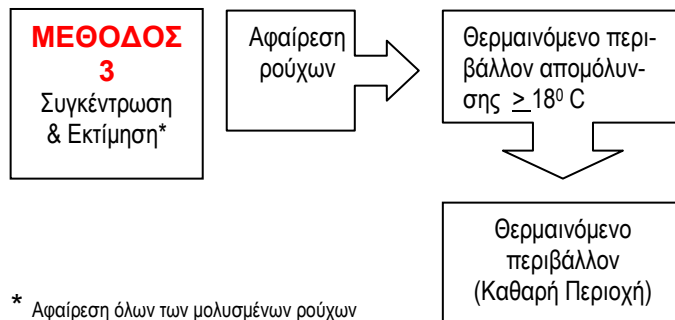 ΜΕΘΟΔΟΣ
3
Συγκέντρωση
& Εκτίμηση*
Αφαίρεση
ρούχων
Θερμαινόμενο περι-
βάλλον απομόλυν-
σης > 18⁰ C
Θερμαινόμενο
περιβάλλον
(Καθαρή Περιοχή)
* Αφαίρεση όλων των μολυσμένων ρούχων